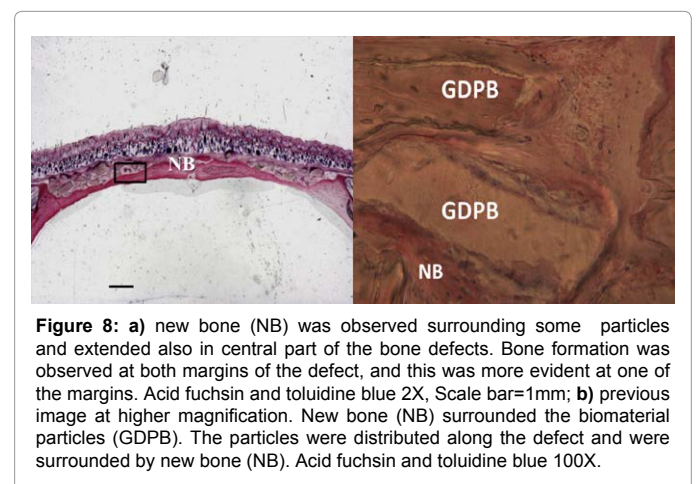 GDPB
NB
GDPB
NB
Figure 8: a) new bone (NB) was observed surrounding some particles
and extended also in central part of the bone defects. Bone formation was
observed at both margins of the defect, and this was more evident at one of
the margins. Acid fuchsin and toluidine blue 2X, Scale bar=1mm; b) previous
image at higher magnification. New bone (NB) surrounded the biomaterial
particles (GDPB). The particles were distributed along the defect and were
surrounded by new bone (NB). Acid fuchsin and toluidine blue 100X.